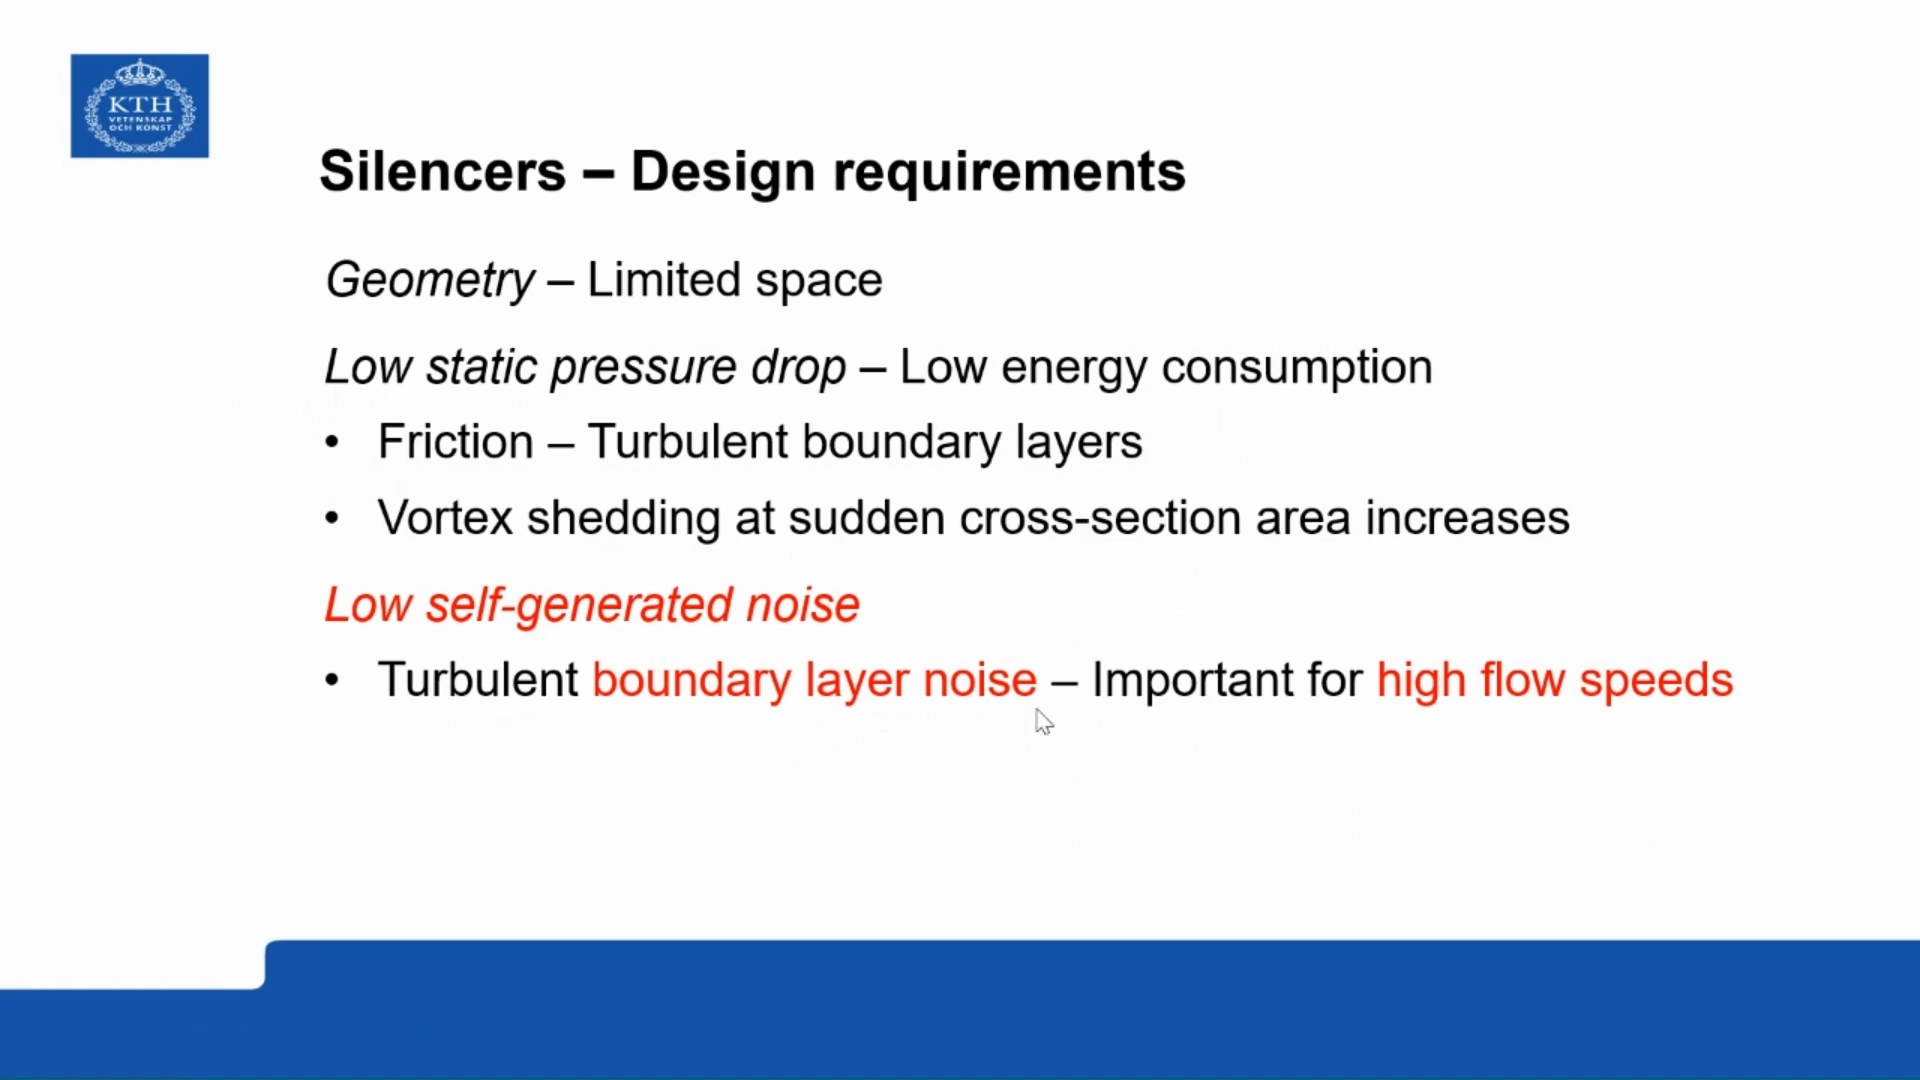 KTH
VETENSKAP
OCH KONST
Silencers – Design requirements
Geometry – Limited space
Low static pressure drop – Low energy consumption
• Friction – Turbulent boundary layers
• Vortex shedding at sudden cross-section area increases
Low self-generated noise
• Turbulent boundary layer noise – Important for high flow speeds